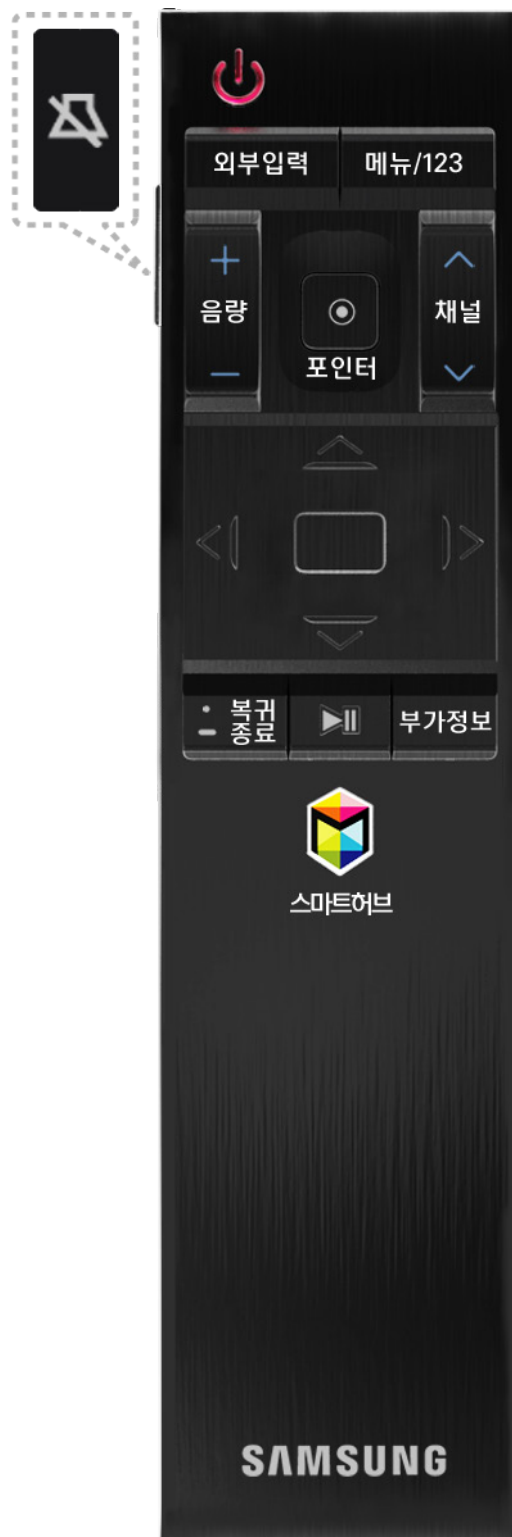 외부입력 메뉴/123
+ ∧
음량 채널
포인터
− ∨
복귀 부가정보
종료
스마트허브
SAMSUNG